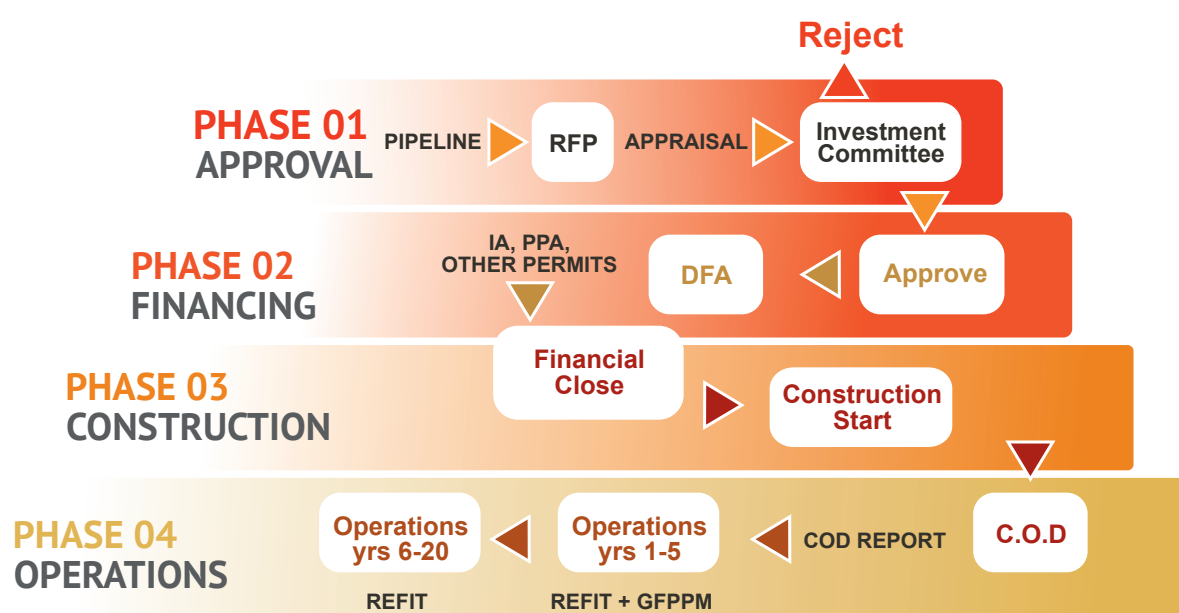 Reject
PHASE 01
APPROVAL
PIPELINE
RFP
APPRAISAL
Investment
Committee
PHASE 02
FINANCING
IA, PPA,
OTHER PERMITS
DFA
Approve
PHASE 03
CONSTRUCTION
Financial
Close
Construction
Start
PHASE 04
OPERATIONS
Operations
yrs 6-20
Operations
yrs 1-5
COD REPORT
C.O.D
REFIT
REFIT + GFPPM